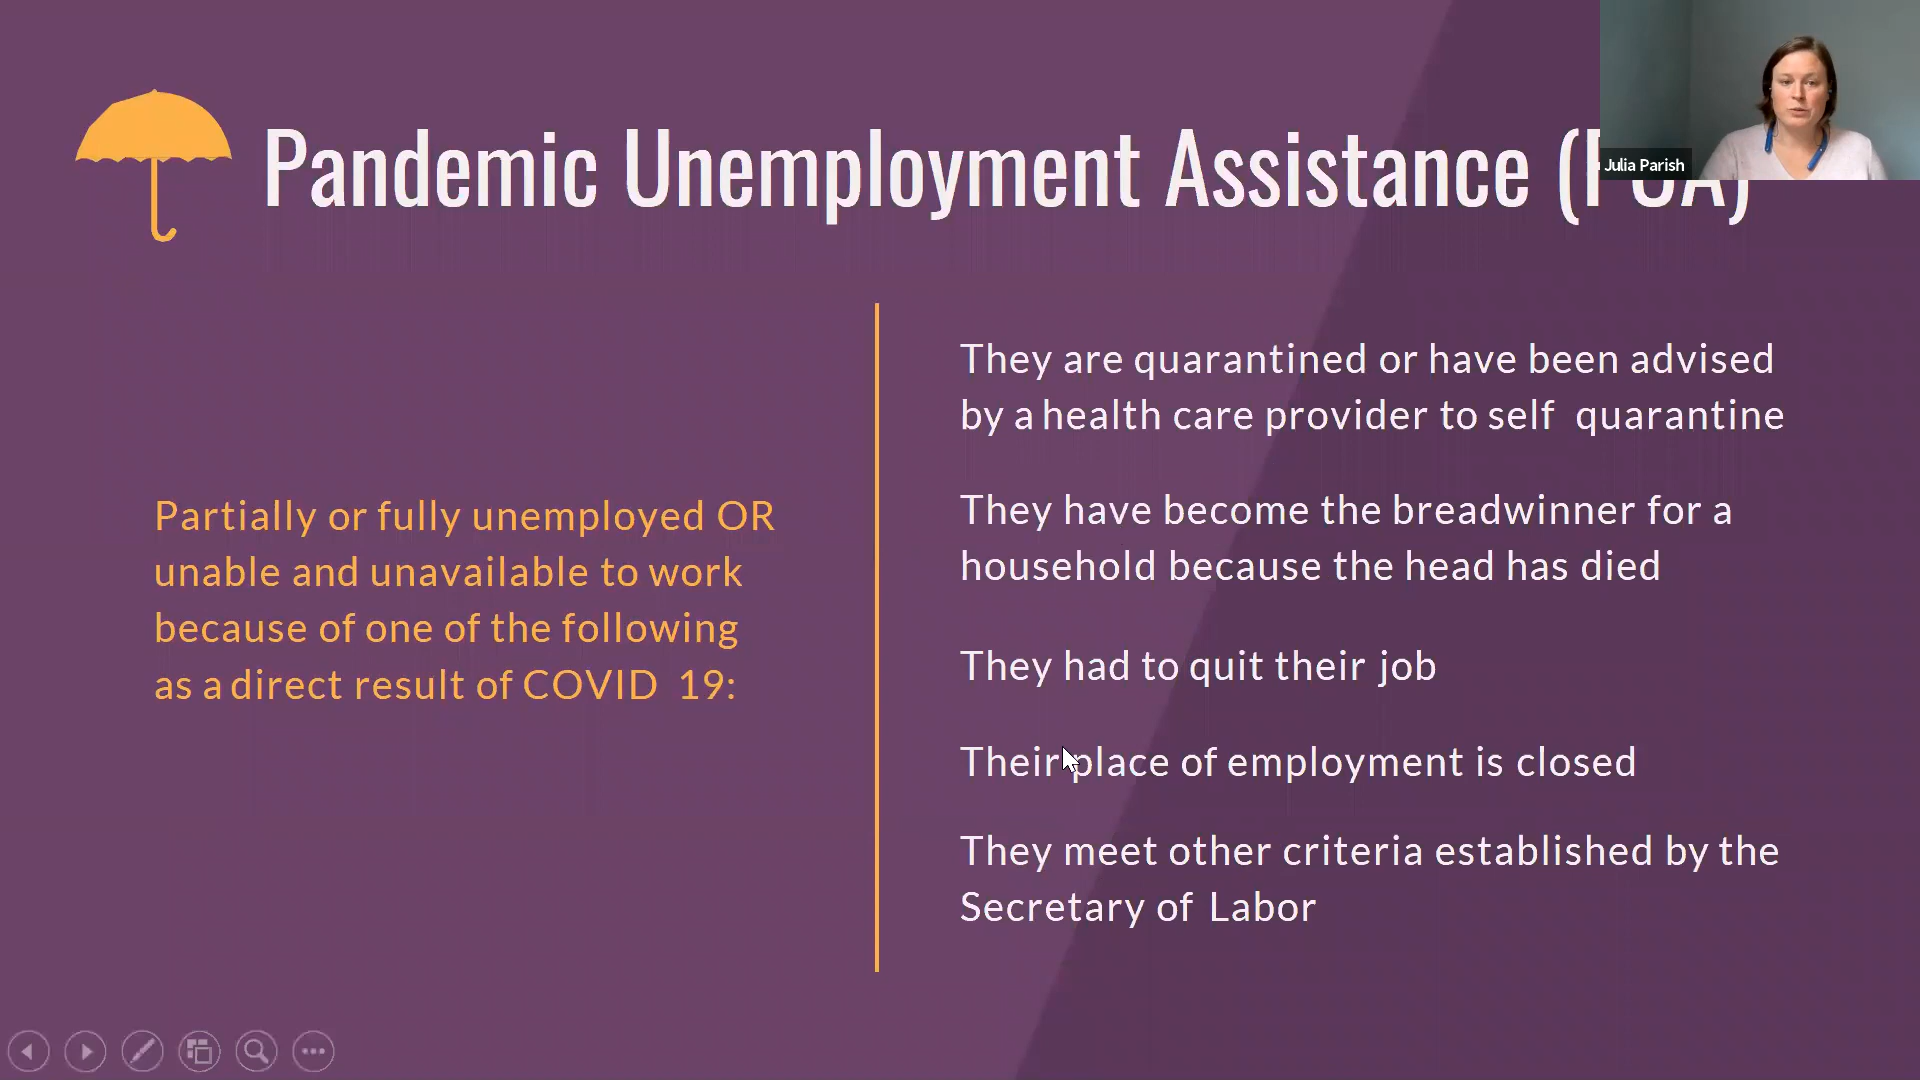 Julia Parish
Pandemic Unemployment Assistance (PUA)
Partially or fully unemployed OR
unable and unavailable to work
because of one of the following
as a direct result of COVID 19:
They are quarantined or have been advised
by a health care provider to self quarantine
They have become the breadwinner for a
household because the head has died
They had to quit their job
Their place of employment is closed
They meet other criteria established by the
Secretary of Labor